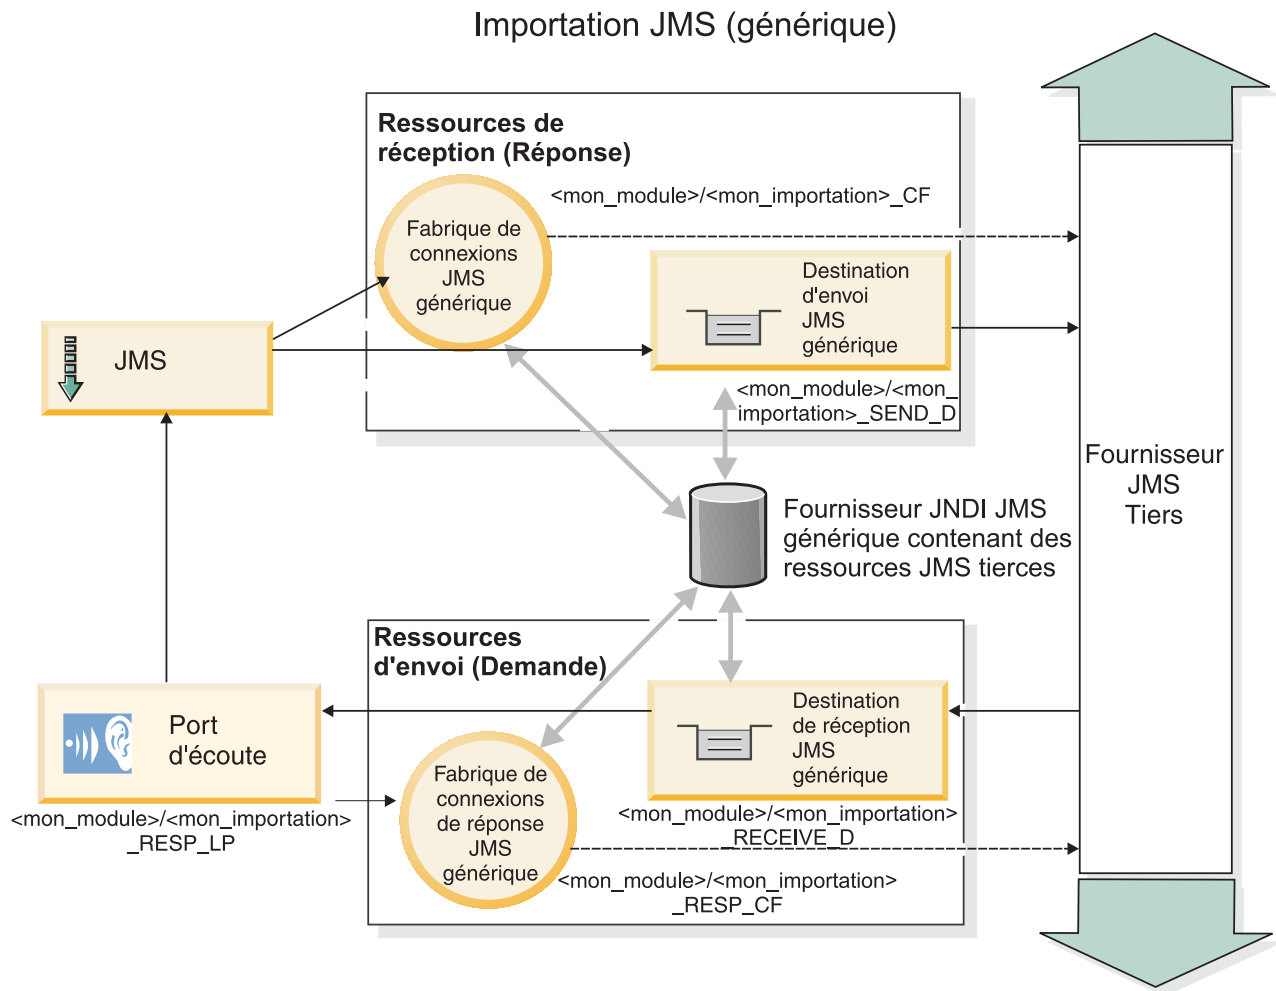 Importation JMS (générique)
Ressources de
réception (Réponse)
<mon_module>/<mon_importation>_CF
Fabrique de
connexions
JMS
générique
Destination
d'envoi
JMS
générique
JMS
<mon_module>/<mon_
importation>_SEND_D
Fournisseur
JMS
Tiers
Fournisseur JNDI JMS
générique contenant des
ressources JMS tierces
Ressources
d'envoi (Demande)
Port
d'écoute
<mon_module>/<mon_importation>
_RESP_LP
Destination
de réception
JMS
générique
Fabrique de
connexions
de réponse
JMS
générique
<mon_module>/<mon_importation>
_RECEIVE_D
<mon_module>/<mon_importation>
_RESP_CF